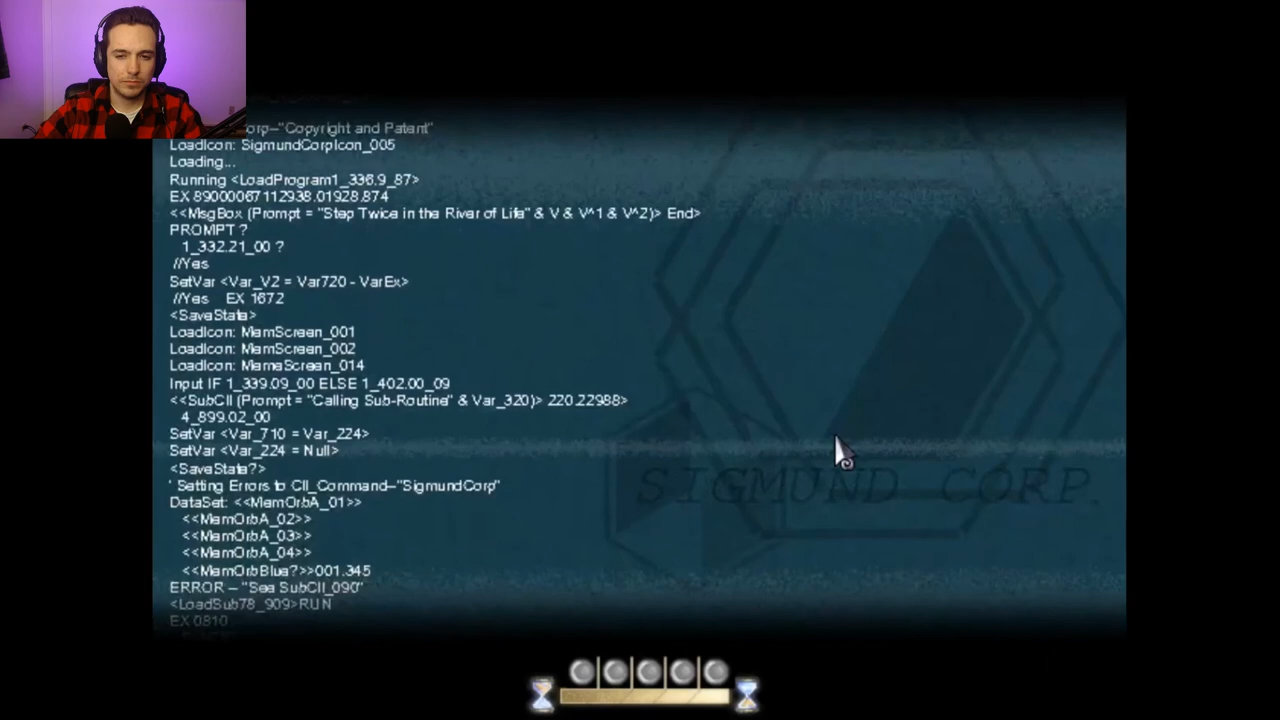 orp--"Copyright and Patent"
LoadIcon: SigmundCorpIcon_005
Loading...
Running <LoadProgram1_336.9_87>
EX 89000067112938.01928.874
<<MsgBox (Prompt = "Step Twice in the River of Life" & V & V^1 & V^2)> End>
PROMPT ?
1_332.21_00 ?
//Yes
SetVar <Var_V2 = Var720 - VarEx>
//Yes EX 1672
<SaveState>
LoadIcon: MemScreen_001
LoadIcon: MemScreen_002
LoadIcon: MemeScreen_014
Input IF 1_339.09_00 ELSE 1_402.00_09
<<SubCll (Prompt = "Calling Sub-Routine" & Var_320)> 220.22988>
4_899.02_00
SetVar <Var_710 = Var_224>
SetVar <Var_224 = Null>
<SaveState?>
' Setting Errors to Cll_Command--"SigmundCorp"
DataSet: <<MemOrbA_01>>
<<MemOrbA_02>>
<<MemOrbA_03>>
<<MemOrbA_04>>
<<MemOrbBlue?>>001.345
ERROR -- "See SubCll_090"
<LoadSub78_909>RUN
EX 0810
SIGMUND CORP.